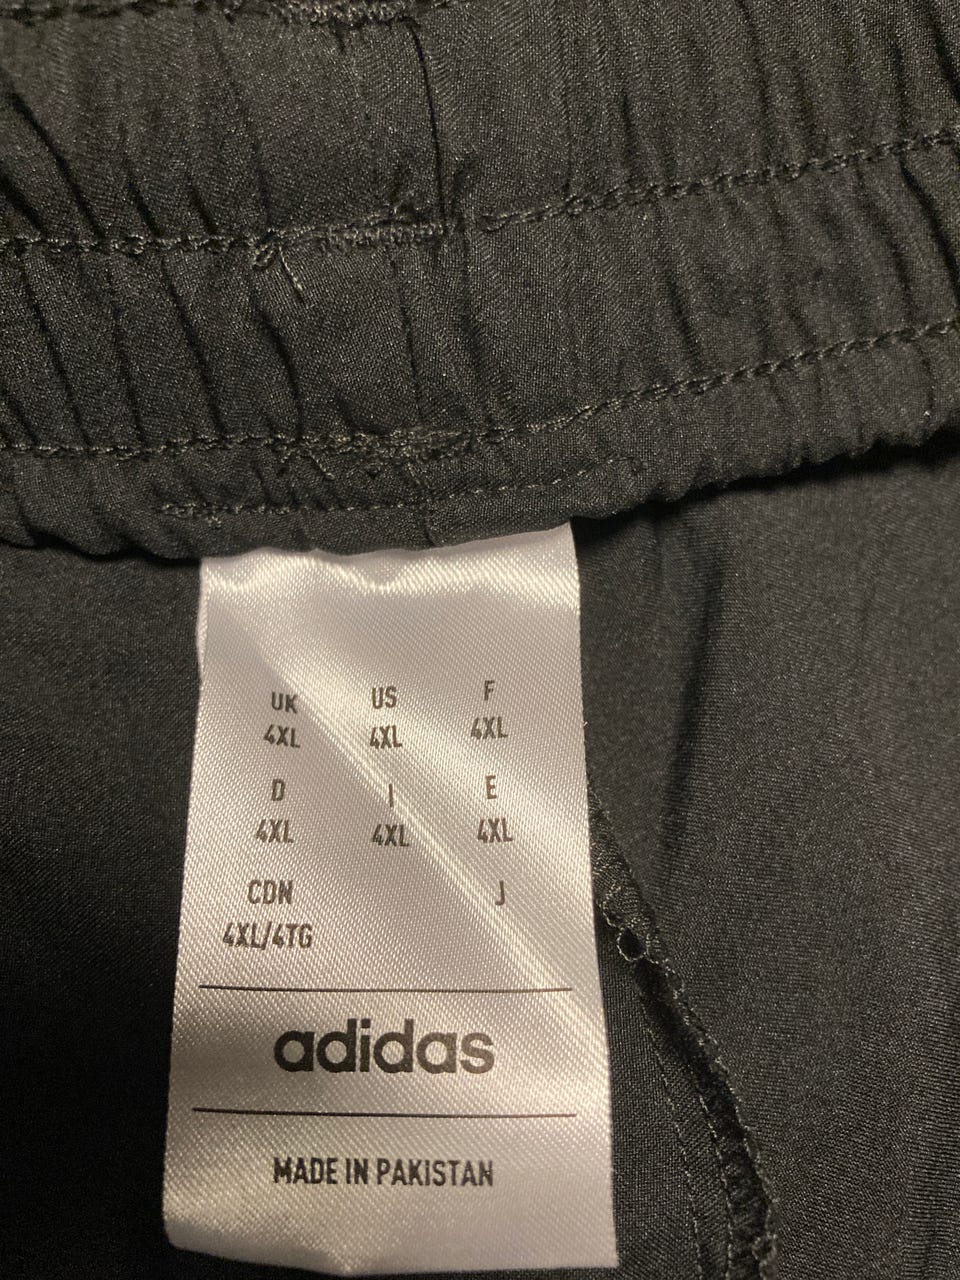 UK US F
4XL 4XL 4XL
D I E
4XL 4XL 4XL
CDN J
4XL/4TG
adidas
MADE IN PAKISTAN